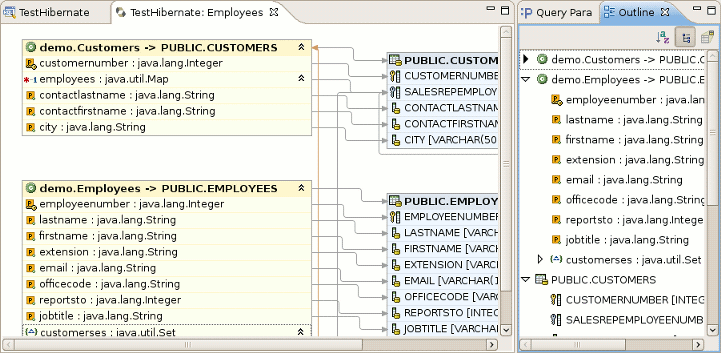 TestHibernate
TestHibernate: Employees
demo.Customers -> PUBLIC.CUSTOMERS
customernumber : java.lang.Integer
*-1 employees : java.util.Map
contactlastname : java.lang.String
contactfirstname : java.lang.String
city : java.lang.String
demo.Employees -> PUBLIC.EMPLOYEES
employeenumber : java.lang.Integer
lastname : java.lang.String
firstname : java.lang.String
extension : java.lang.String
email : java.lang.String
officecode : java.lang.String
reportsto : java.lang.Integer
jobtitle : java.lang.String
customerses : java.util.Set
PUBLIC.CUSTOM
CUSTOMERNUMBE
SALESREPEMPLOY
CONTACTLASTNAM
CONTACTFIRSTNAM
CITY [VARCHAR(50
PUBLIC.EMPLOY
EMPLOYEENUMBER
LASTNAME [VARCH
FIRSTNAME [VARC
EXTENSION [VARC
EMAIL [VARCHAR(1
OFFICECODE [VAR
REPORTSTO [INTE
JOBTITLE [VARCHA
Query Para
Outline
demo.Customers -> PUBLIC.C
demo.Employees -> PUBLIC.E
employeenumber : java.lan
lastname : java.lang.String
firstname : java.lang.String
extension : java.lang.String
email : java.lang.String
officecode : java.lang.String
reportsto : java.lang.Intege
jobtitle : java.lang.String
customerses : java.util.Set
PUBLIC.CUSTOMERS
CUSTOMERNUMBER [INTEG
SALESREPEMPLOYEENUMB